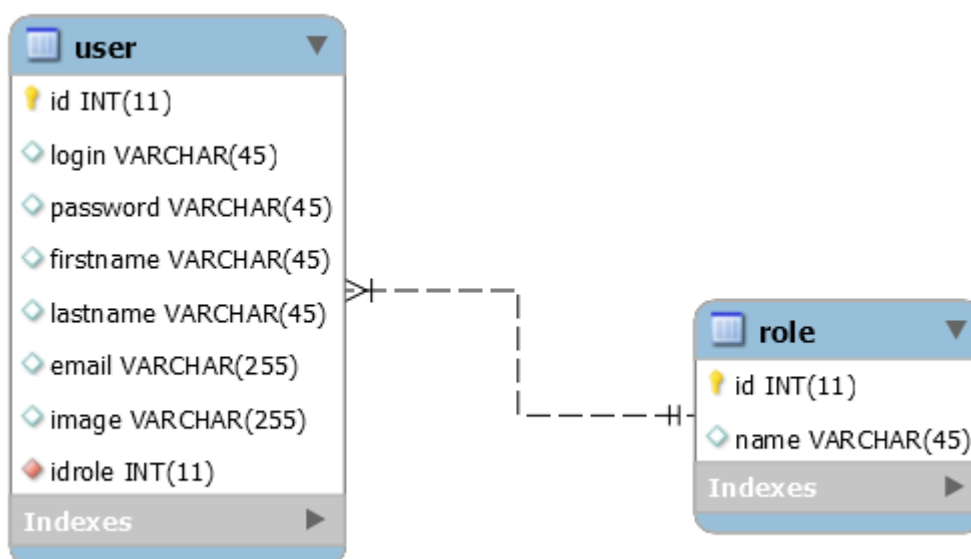 user
id INT(11)
login VARCHAR(45)
password VARCHAR(45)
firstname VARCHAR(45)
lastname VARCHAR(45)
email VARCHAR(255)
image VARCHAR(255)
idrole INT(11)
Indexes
role
id INT(11)
name VARCHAR(45)
Indexes